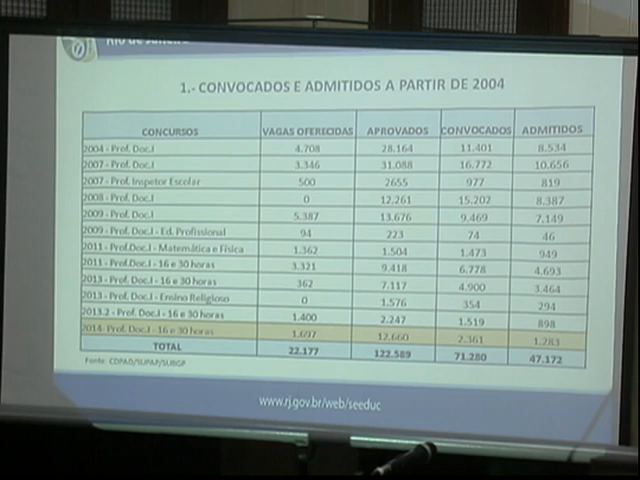 Rio de Janeiro
1.- CONVOCADOS E ADMITIDOS A PARTIR DE 2004
CONCURSOS VAGAS OFERECIDAS APROVADOS CONVOCADOS ADMITIDOS
2004 - Prof. Doc.I 4.708 28.164 11.401 8.534
2007 - Prof. Doc.I 3.346 31.088 16.772 10.656
2007 - Prof. Inspetor Escolar 500 2655 977 819
2008 - Prof. Doc.I 0 12.261 15.202 8.387
2009 - Prof. Doc.I 5.387 13.676 9.469 7.149
2009 - Prof. Doc.I - Ed. Profissional 94 223 74 46
2011 - Prof.Doc.I - Matemática e Física 1.362 1.504 1.473 949
2011 - Prof.Doc.I - 16 e 30 horas 3.321 9.418 6.778 4.693
2013 - Prof. Doc.I - 16 e 30 horas 362 7.117 4.900 3.464
2013 - Prof. Doc.I - Ensino Religioso 0 1.576 354 294
2013.2 - Prof. Doc.I - 16 e 30 horas 1.400 2.247 1.519 898
2014- Prof. Doc.I - 16 e 30 horas 1.697 12.660 2.361 1.283
TOTAL 22.177 122.589 71.280 47.172
Fonte: CDPAD/SUPAP/SUBGP
www.rj.gov.br/web/seeduc